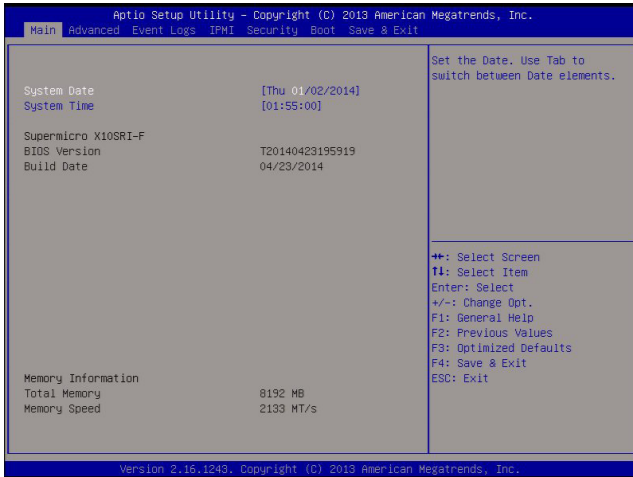 Aptio Setup Utility – Copyright (C) 2013 American Megatrends, Inc.
Main Advanced Event Logs IPMI Security Boot Save & Exit
Set the Date. Use Tab to
switch between Date elements.
System Date [Thu 01/02/2014]
System Time [01:55:00]
Supermicro X10SRI-F
BIOS Version T20140423195919
Build Date 04/23/2014
Memory Information
Total Memory 8192 MB
Memory Speed 2133 MT/s
→←: Select Screen
↑↓: Select Item
Enter: Select
+/-: Change Opt.
F1: General Help
F2: Previous Values
F3: Optimized Defaults
F4: Save & Exit
ESC: Exit
Version 2.16.1243. Copyright (C) 2013 American Megatrends, Inc.